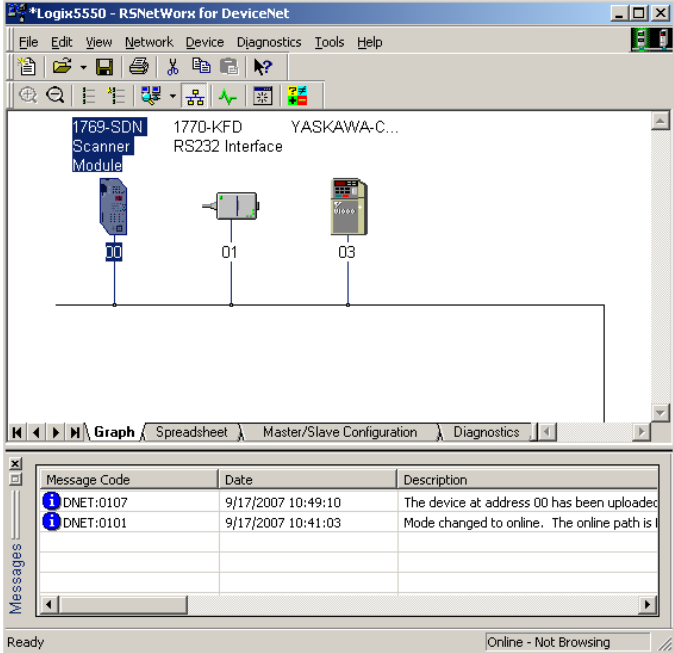 *Logix5550 - RSNetWorx for DeviceNet
File Edit View Network Device Diagnostics Tools Help
1769-SDN
Scanner
Module
1770-KFD
RS232 Interface
YASKAWA-C...
00
01
03
Graph Spreadsheet Master/Slave Configuration Diagnostics
Messages
Message Code Date Description
DNET:0107 9/17/2007 10:49:10 The device at address 00 has been uploaded
DNET:0101 9/17/2007 10:41:03 Mode changed to online. The online path is
Ready Online - Not Browsing